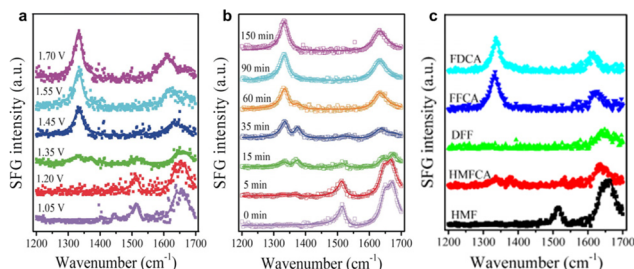 a
1.70 V
1.55 V
1.45 V
1.35 V
1.20 V
1.05 V
SFG intensity (a.u.)
1200 1300 1400 1500 1600 1700
Wavenumber (cm⁻¹)
b
150 min
90 min
60 min
35 min
15 min
5 min
0 min
SFG intensity (a.u.)
1200 1300 1400 1500 1600 1700
Wavenumber (cm⁻¹)
c
FDCA
FFCA
DFF
HMFCA
HMF
SFG intensity (a.u.)
1200 1300 1400 1500 1600 1700
Wavenumber (cm⁻¹)